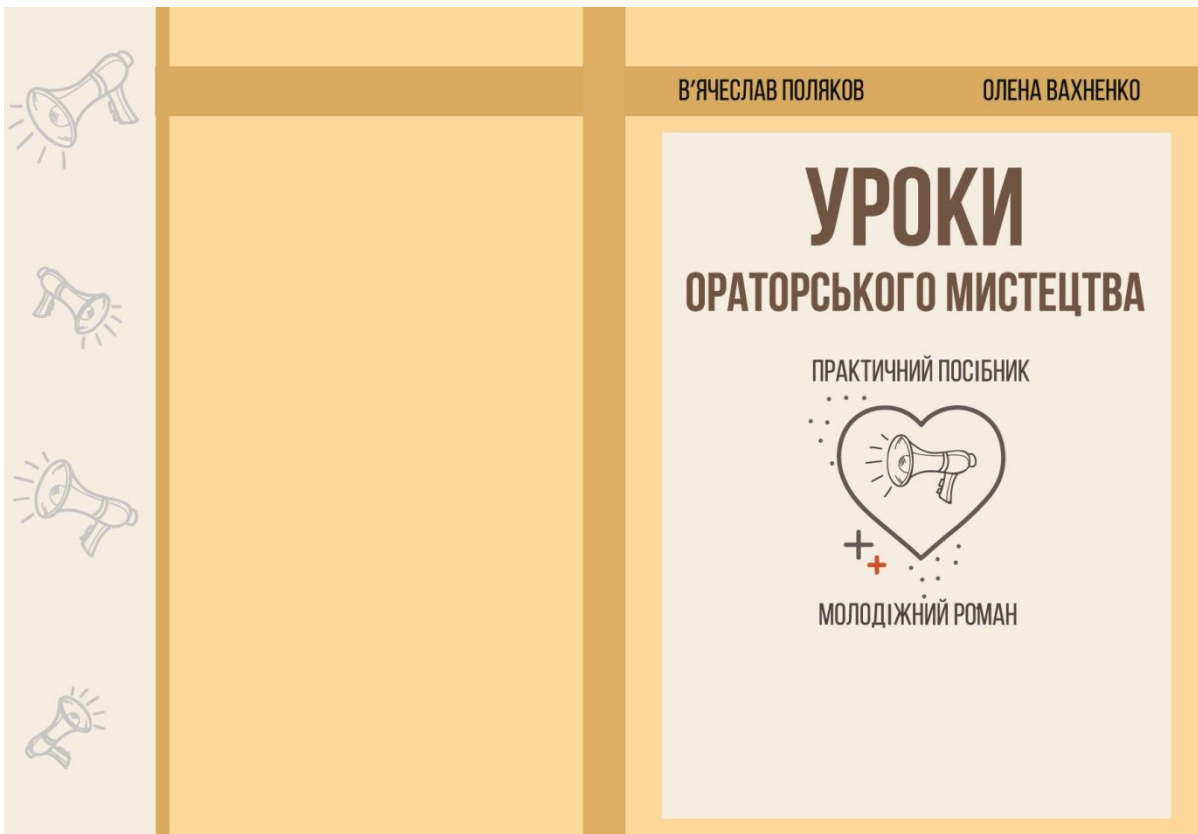 В'ЯЧЕСЛАВ ПОЛЯКОВ ОЛЕНА ВАХНЕНКО
УРОКИ
ОРАТОРСЬКОГО МИСТЕЦТВА
ПРАКТИЧНИЙ ПОСІБНИК
МОЛОДІЖНИЙ РОМАН